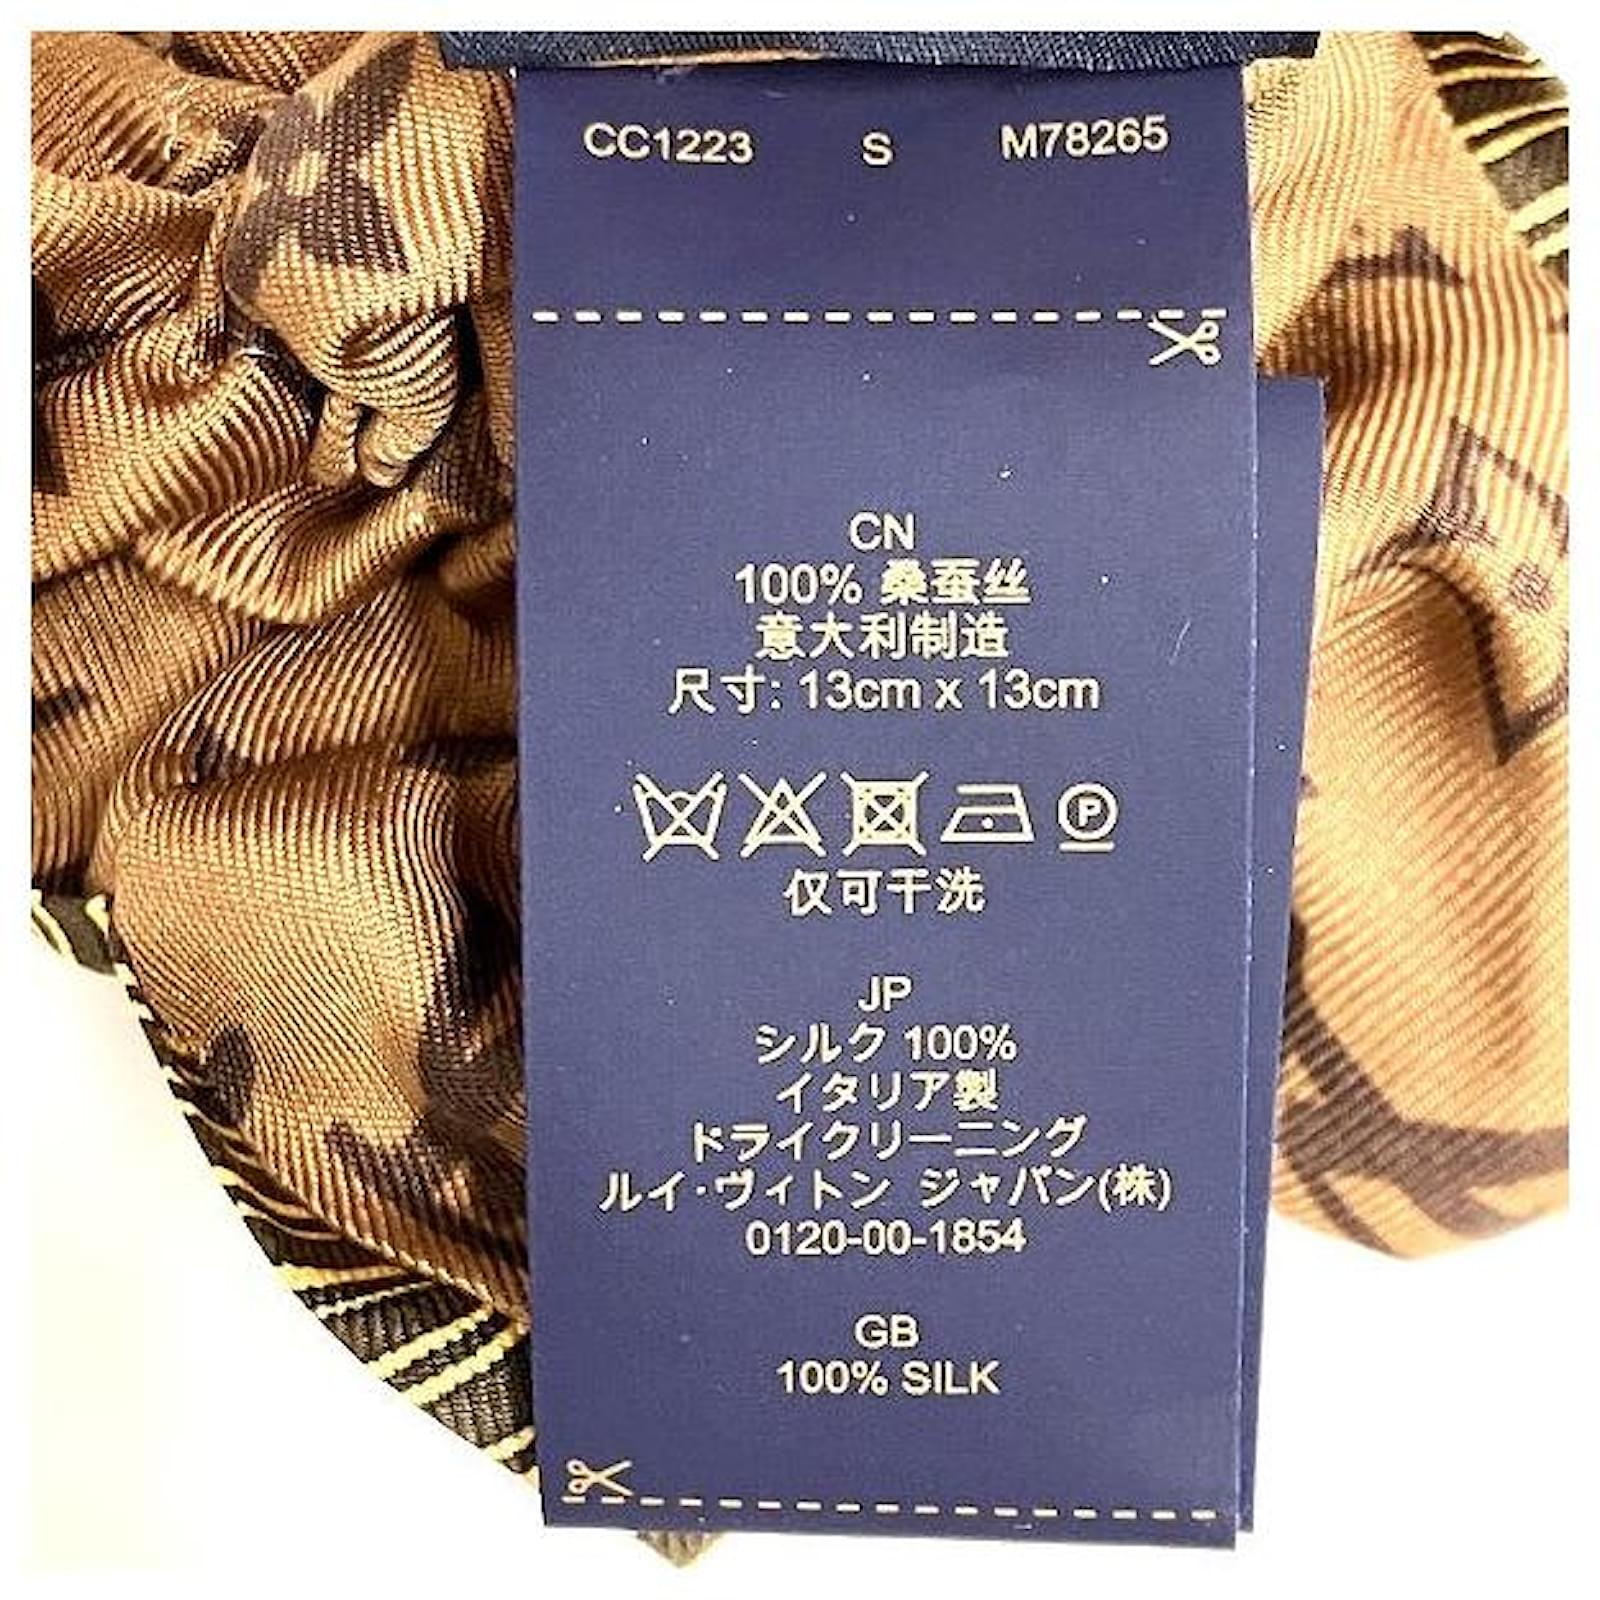 CC1223 S M78265
CN
100% 桑蚕丝
意大利制造
尺寸: 13cm x 13cm
P
仅可干洗
JP
シルク 100%
イタリア製
ドライクリーニング
ルイ・ヴィトン ジャパン(株)
0120-00-1854
GB
100% SILK